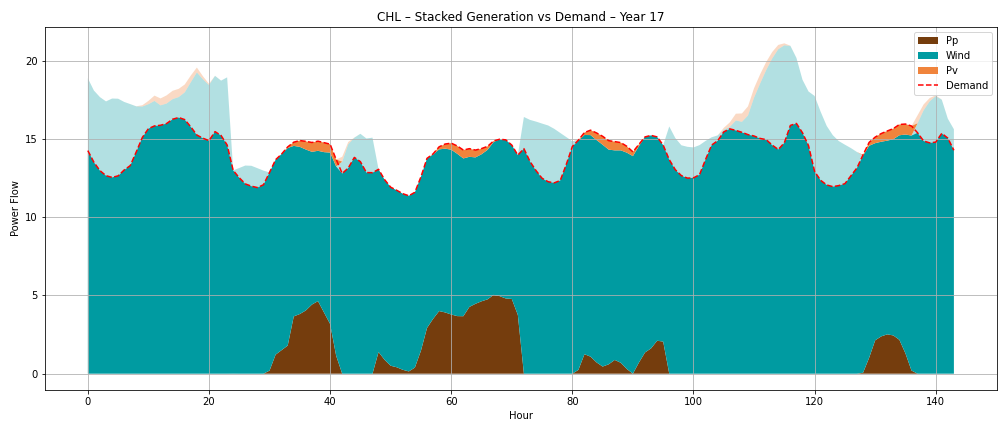 CHL – Stacked Generation vs Demand – Year 17
Pp
Wind
Pv
Demand
Power Flow
20
15
10
5
0
0 20 40 60 80 100 120 140
Hour